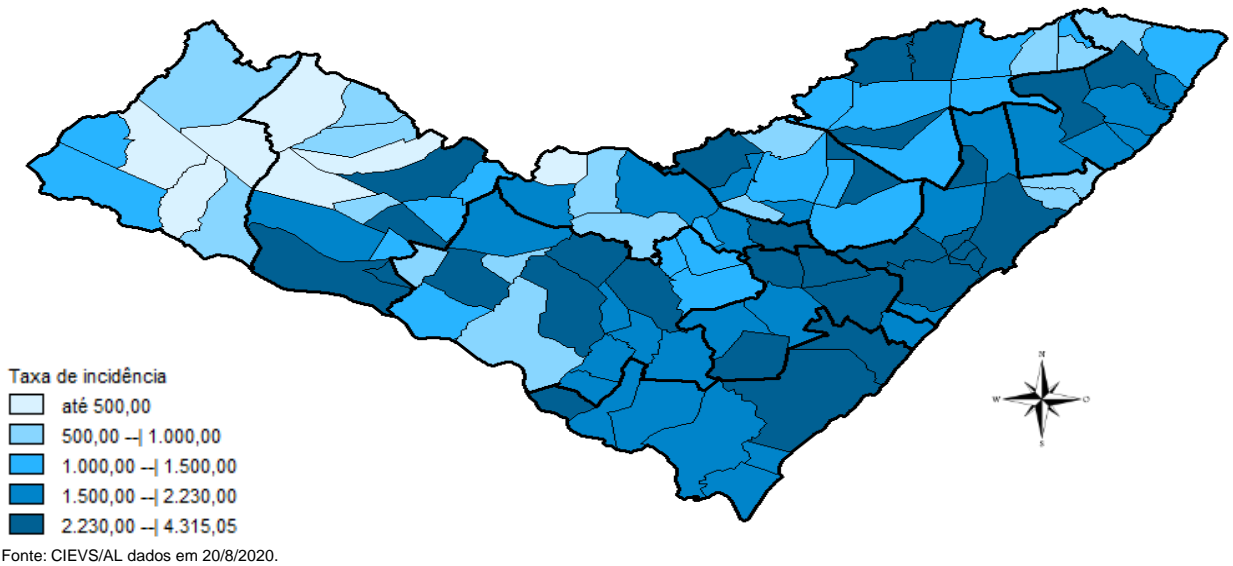 Taxa de incidência
até 500,00
500,00 --| 1.000,00
1.000,00 --| 1.500,00
1.500,00 --| 2.230,00
2.230,00 --| 4.315,05
Fonte: CIEVS/AL dados em 20/8/2020.
N
W O
S